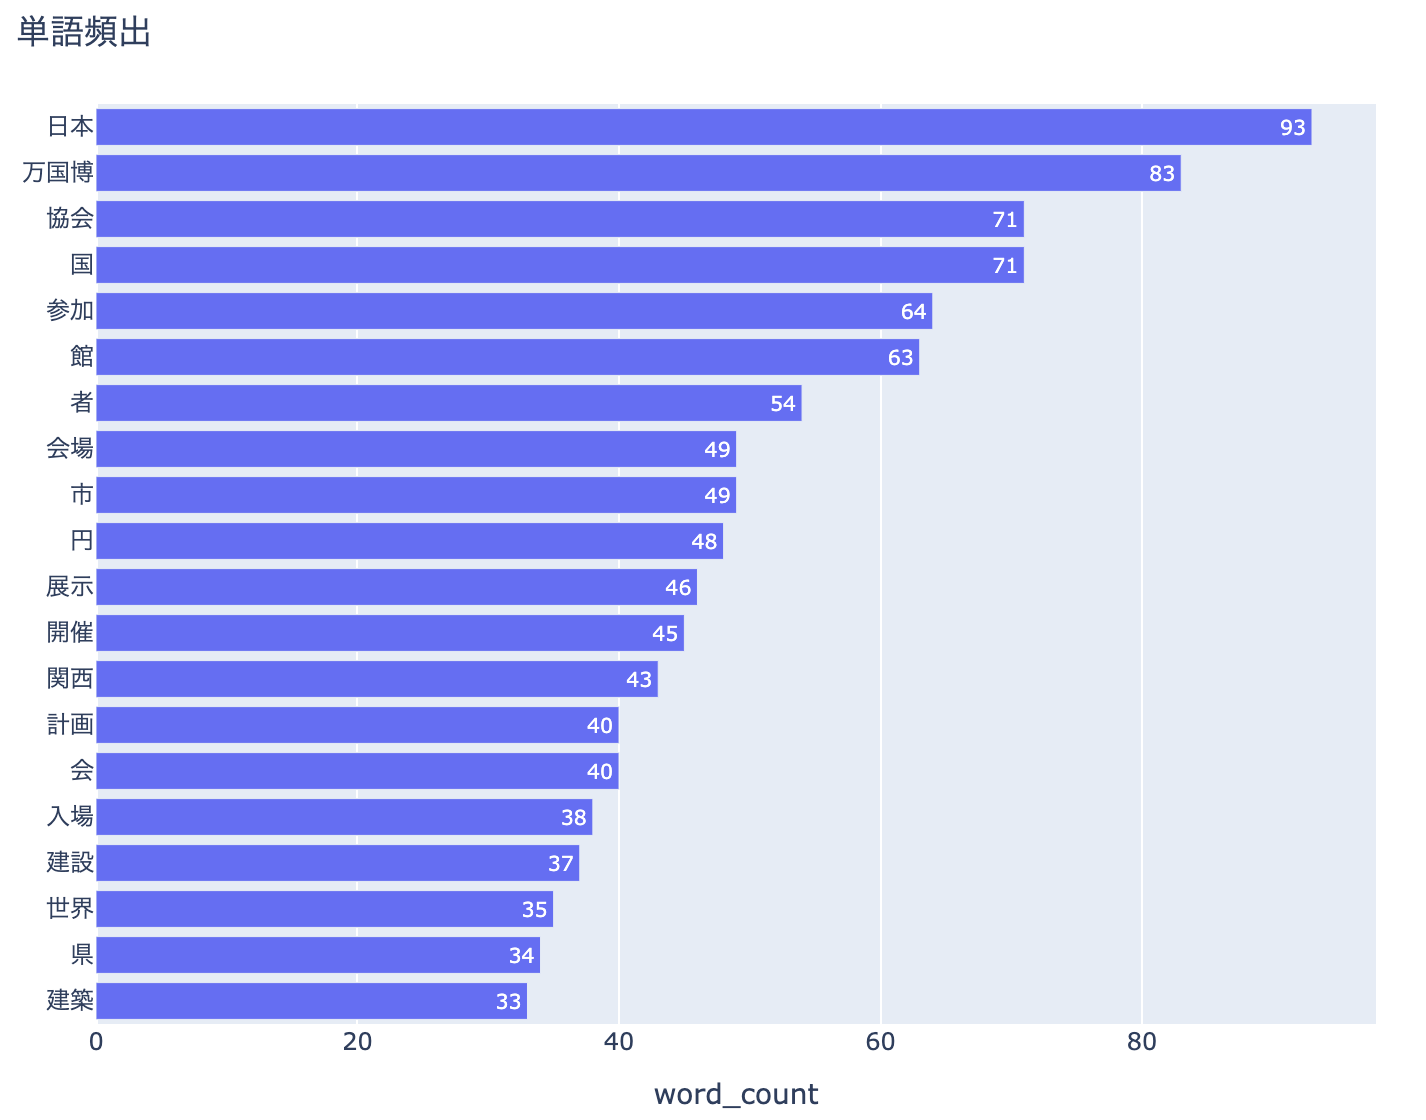 単語頻出
日本 93
万国博 83
協会 71
国 71
参加 64
館 63
者 54
会場 49
市 49
円 48
展示 46
開催 45
関西 43
計画 40
会 40
入場 38
建設 37
世界 35
県 34
建築 33
0 20 40 60 80
word_count